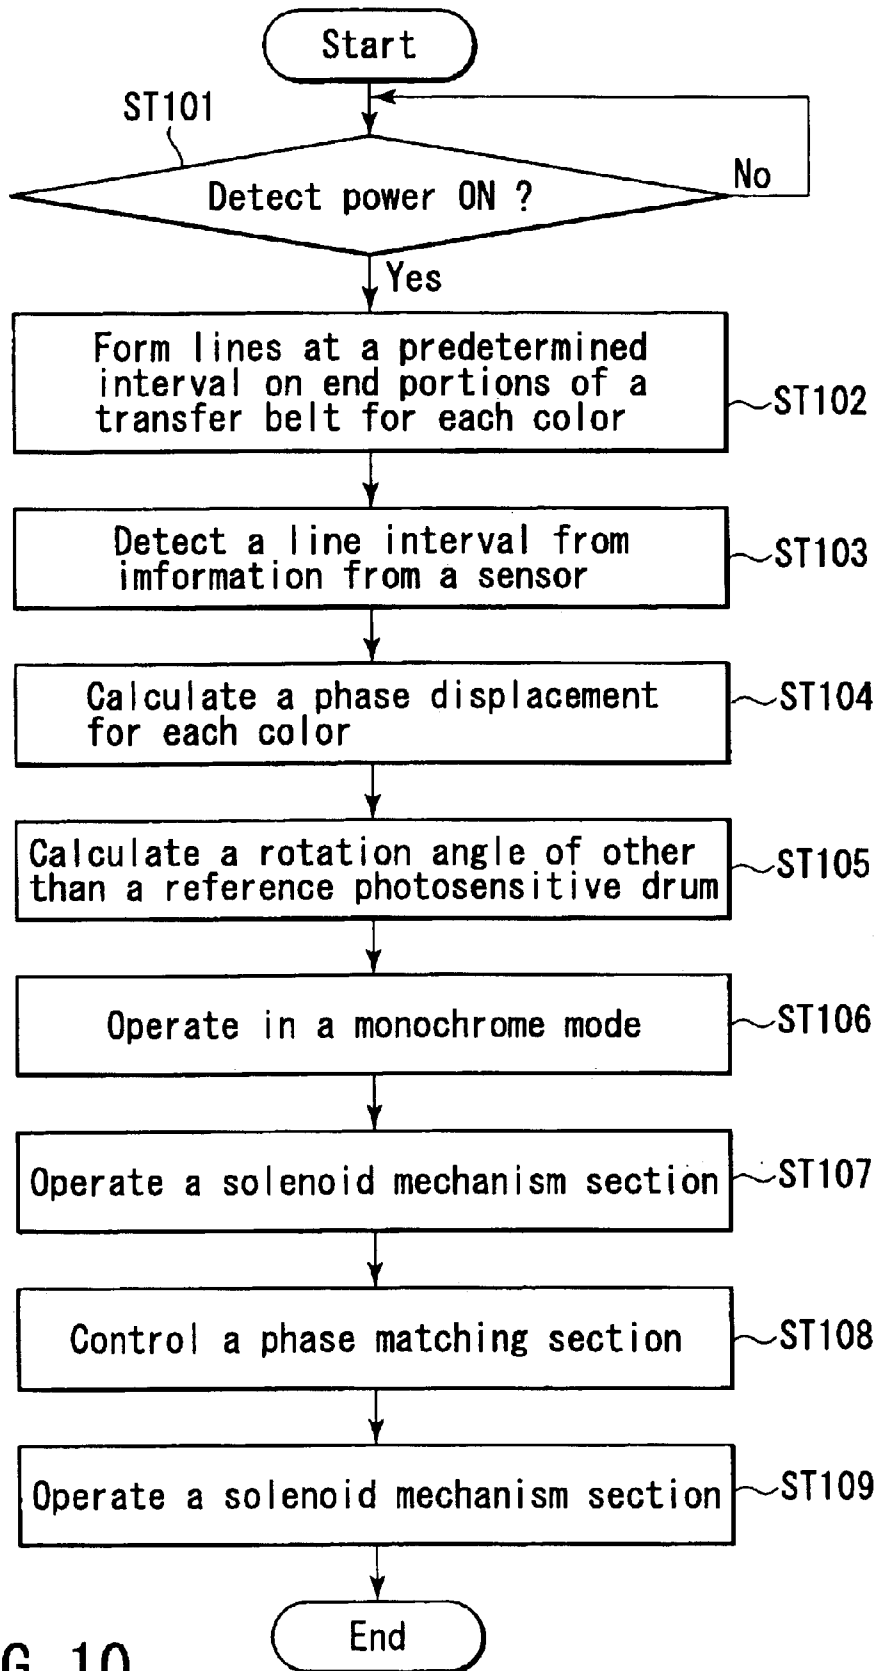 Start
ST101
Detect power ON ?
No
Yes
Form lines at a predetermined
interval on end portions of a
transfer belt for each color
ST102
Detect a line interval from
imformation from a sensor
ST103
Calculate a phase displacement
for each color
ST104
Calculate a rotation angle of other
than a reference photosensitive drum
ST105
Operate in a monochrome mode
ST106
Operate a solenoid mechanism section
ST107
Control a phase matching section
ST108
Operate a solenoid mechanism section
ST109
End
G. 10